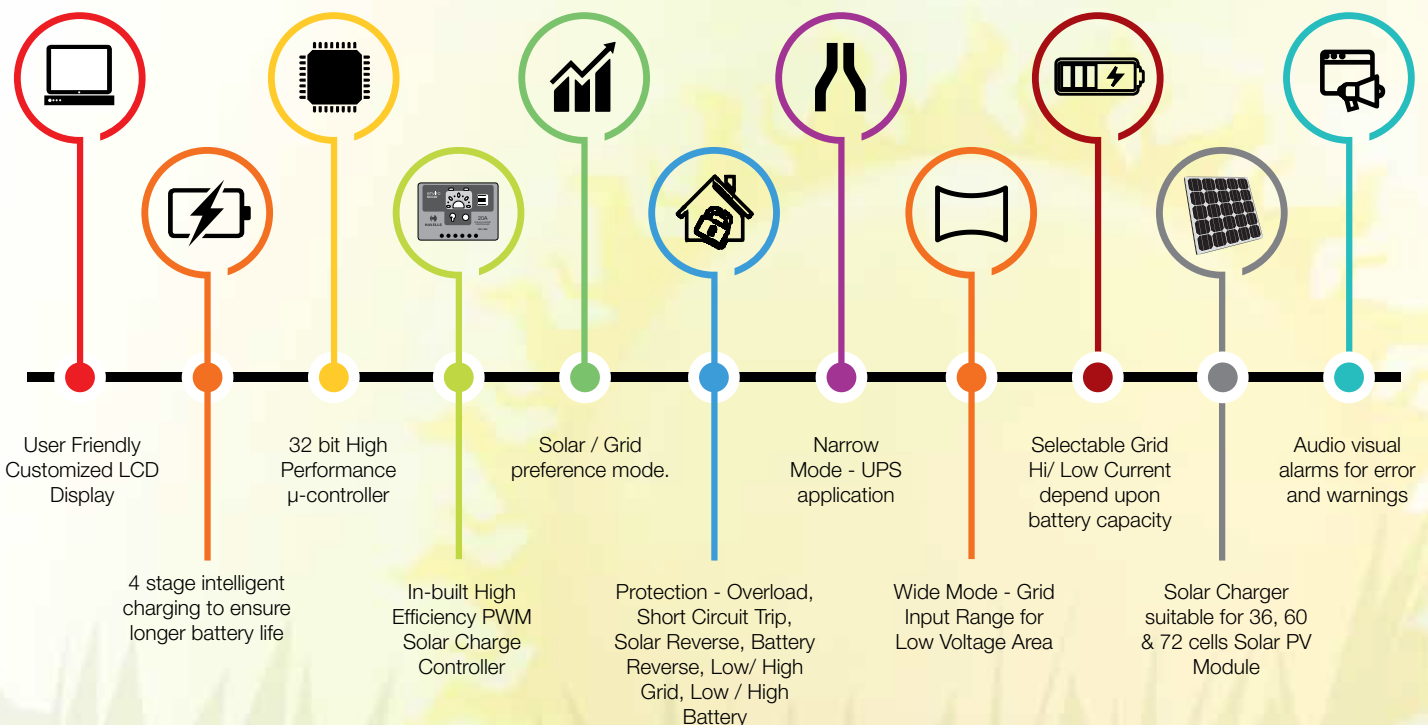 HAVELLS
20A
User Friendly
Customized LCD
Display
4 stage intelligent
charging to ensure
longer battery life
32 bit High
Performance
µ-controller
In-built High
Efficiency PWM
Solar Charge
Controller
Solar / Grid
preference mode.
Protection - Overload,
Short Circuit Trip,
Solar Reverse, Battery
Reverse, Low/ High
Grid, Low / High
Battery
Narrow
Mode - UPS
application
Wide Mode - Grid
Input Range for
Low Voltage Area
Selectable Grid
Hi/ Low Current
depend upon
battery capacity
Solar Charger
suitable for 36, 60
& 72 cells Solar PV
Module
Audio visual
alarms for error
and warnings